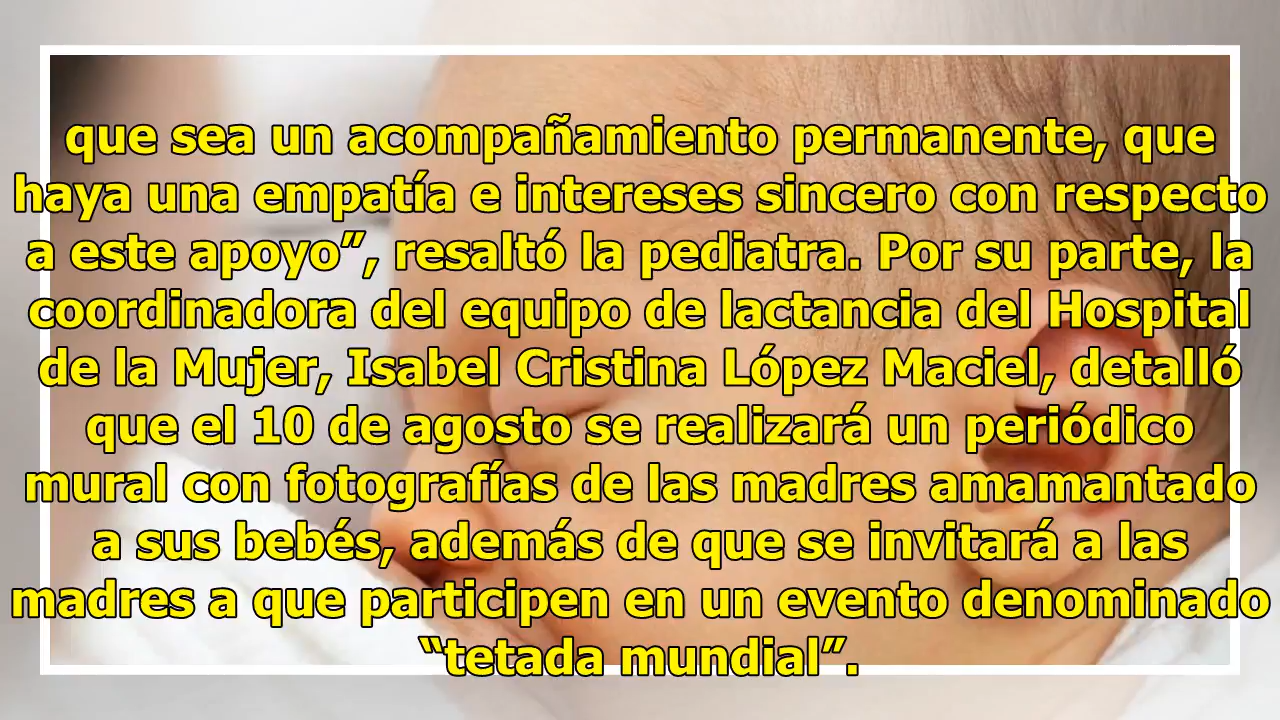 que sea un acompañamiento permanente, que
haya una empatía e intereses sincero con respecto
a este apoyo”, resaltó la pediatra. Por su parte, la
coordinadora del equipo de lactancia del Hospital
de la Mujer, Isabel Cristina López Maciel, detalló
que el 10 de agosto se realizará un periódico
mural con fotografías de las madres amamantado
a sus bebés, además de que se invitará a las
madres a que participen en un evento denominado
“tetada mundial”.